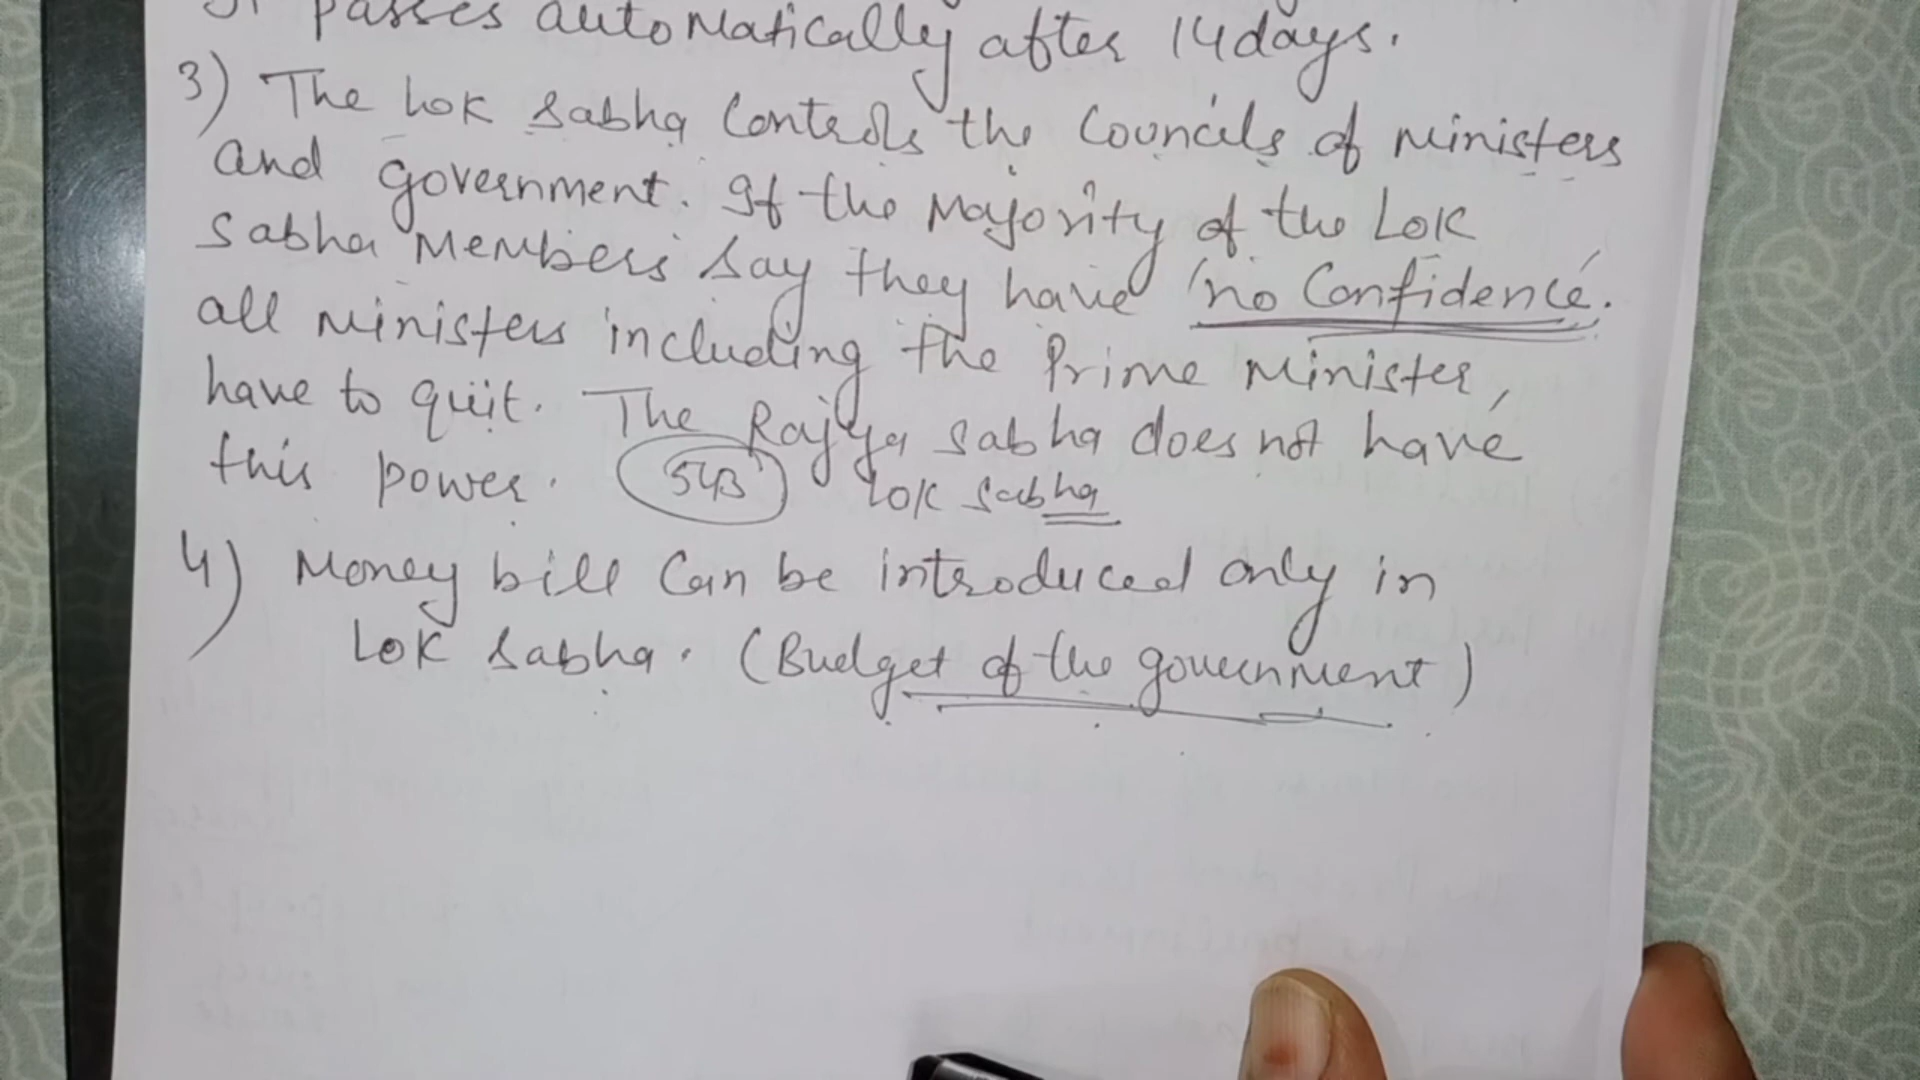 passes automatically after 14 days.
3) The Lok Sabha Controls the Councils of Ministers
and government. If the Majority of the Lok
Sabha Members say they have 'no Confidence'.
all Ministers including the Prime Minister,
have to quit. The Rajya Sabha does not have
this power. 543 Lok Sabha
4) Money bill Can be introduced only in
Lok Sabha. (Budget of the government)